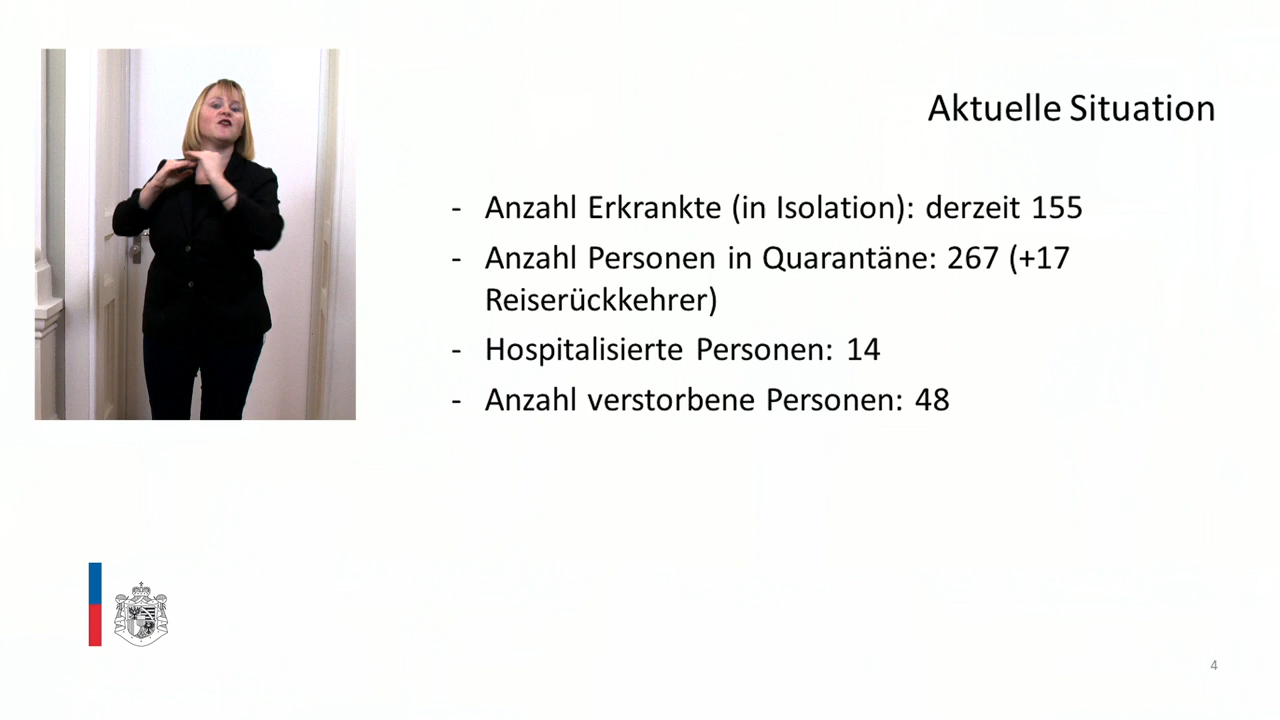 Aktuelle Situation
- Anzahl Erkrankte (in Isolation): derzeit 155
- Anzahl Personen in Quarantäne: 267 (+17
Reiserückkehrer)
- Hospitalisierte Personen: 14
- Anzahl verstorbene Personen: 48
4